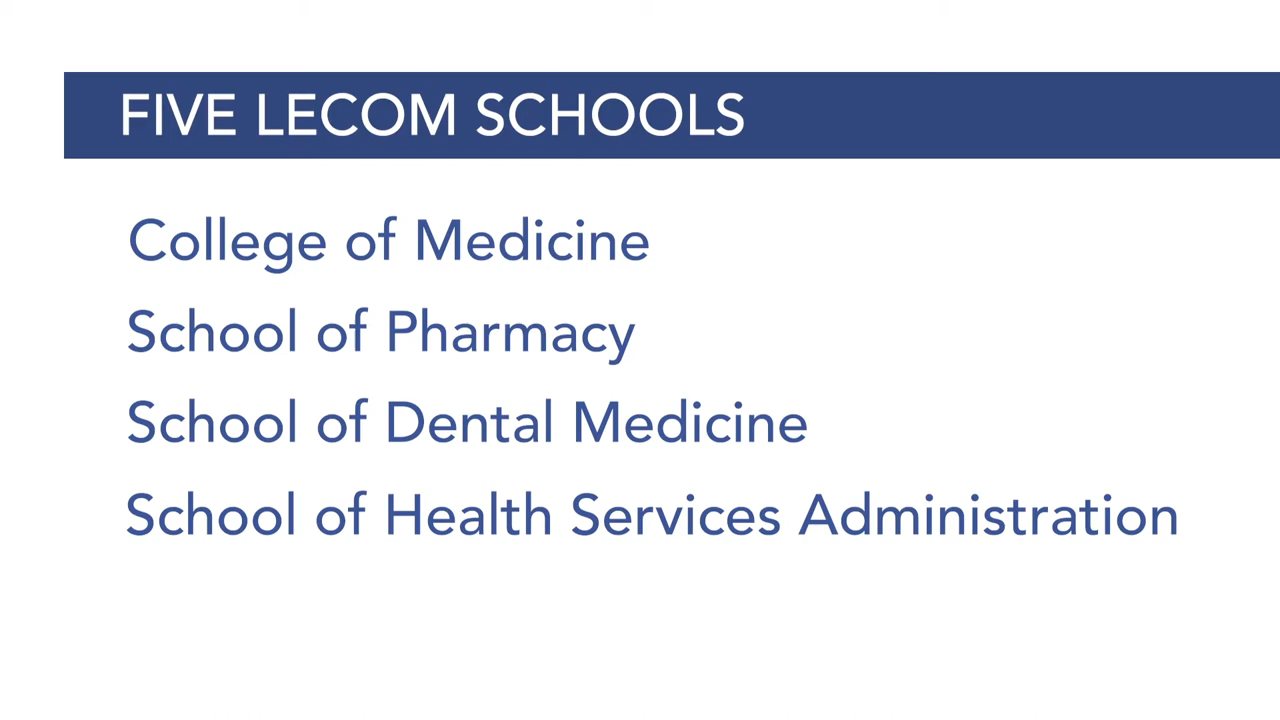 FIVE LECOM SCHOOLS
College of Medicine
School of Pharmacy
School of Dental Medicine
School of Health Services Administration